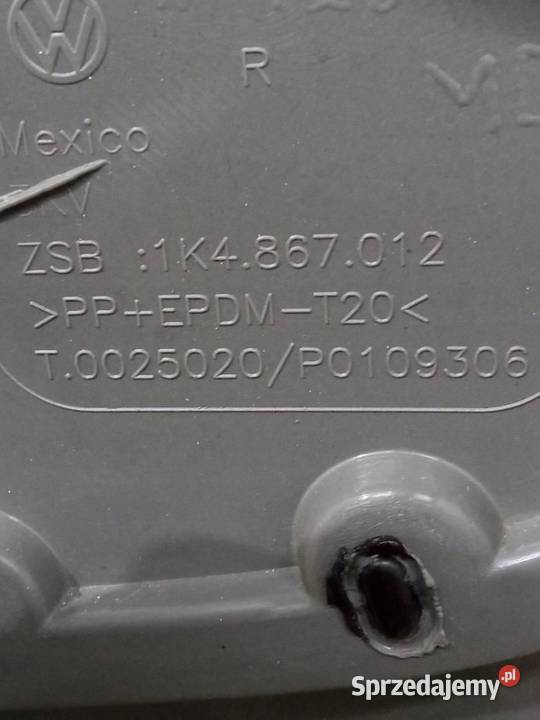 R
Mexico
ZSB :1K4.867.012
>PP+EPDM-T20<
T.0025020/P0109306
Sprzedajemy.pl